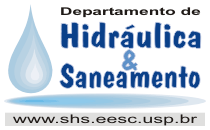 Departamento de
Hidráulica
&
Saneamento
www.shs.eesc.usp.br